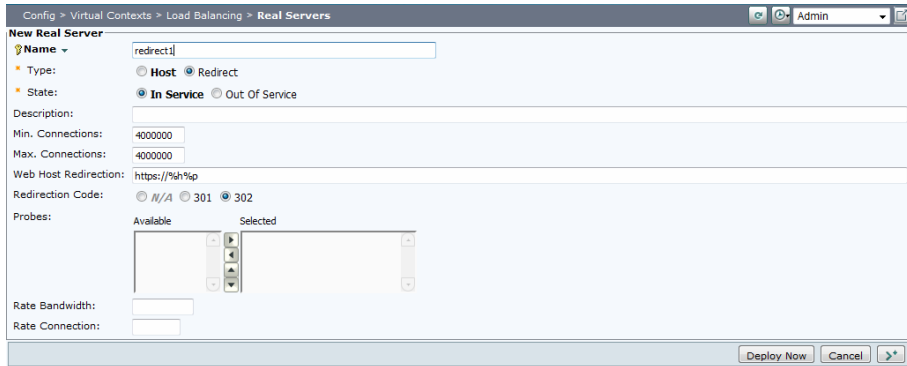 Config > Virtual Contexts > Load Balancing > Real Servers Admin
New Real Server
Name redirect1
* Type: Host Redirect
* State: In Service Out Of Service
Description:
Min. Connections: 4000000
Max. Connections: 4000000
Web Host Redirection: https://%h%p
Redirection Code: N/A 301 302
Probes: Available Selected
Rate Bandwidth:
Rate Connection:
Deploy Now Cancel